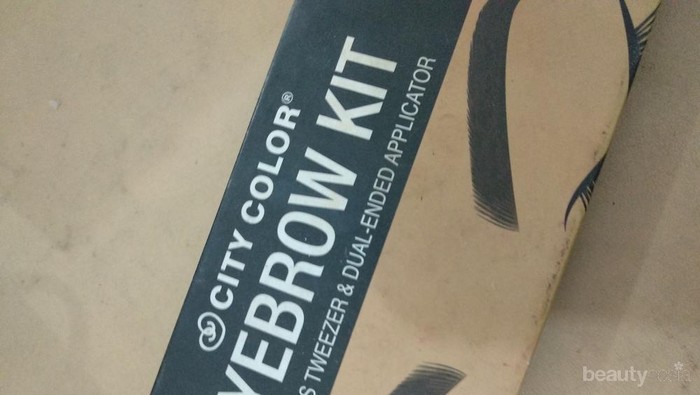 CITY COLOR®
YEBROW KIT
S TWEEZER & DUAL-ENDED APPLICATOR
beauty